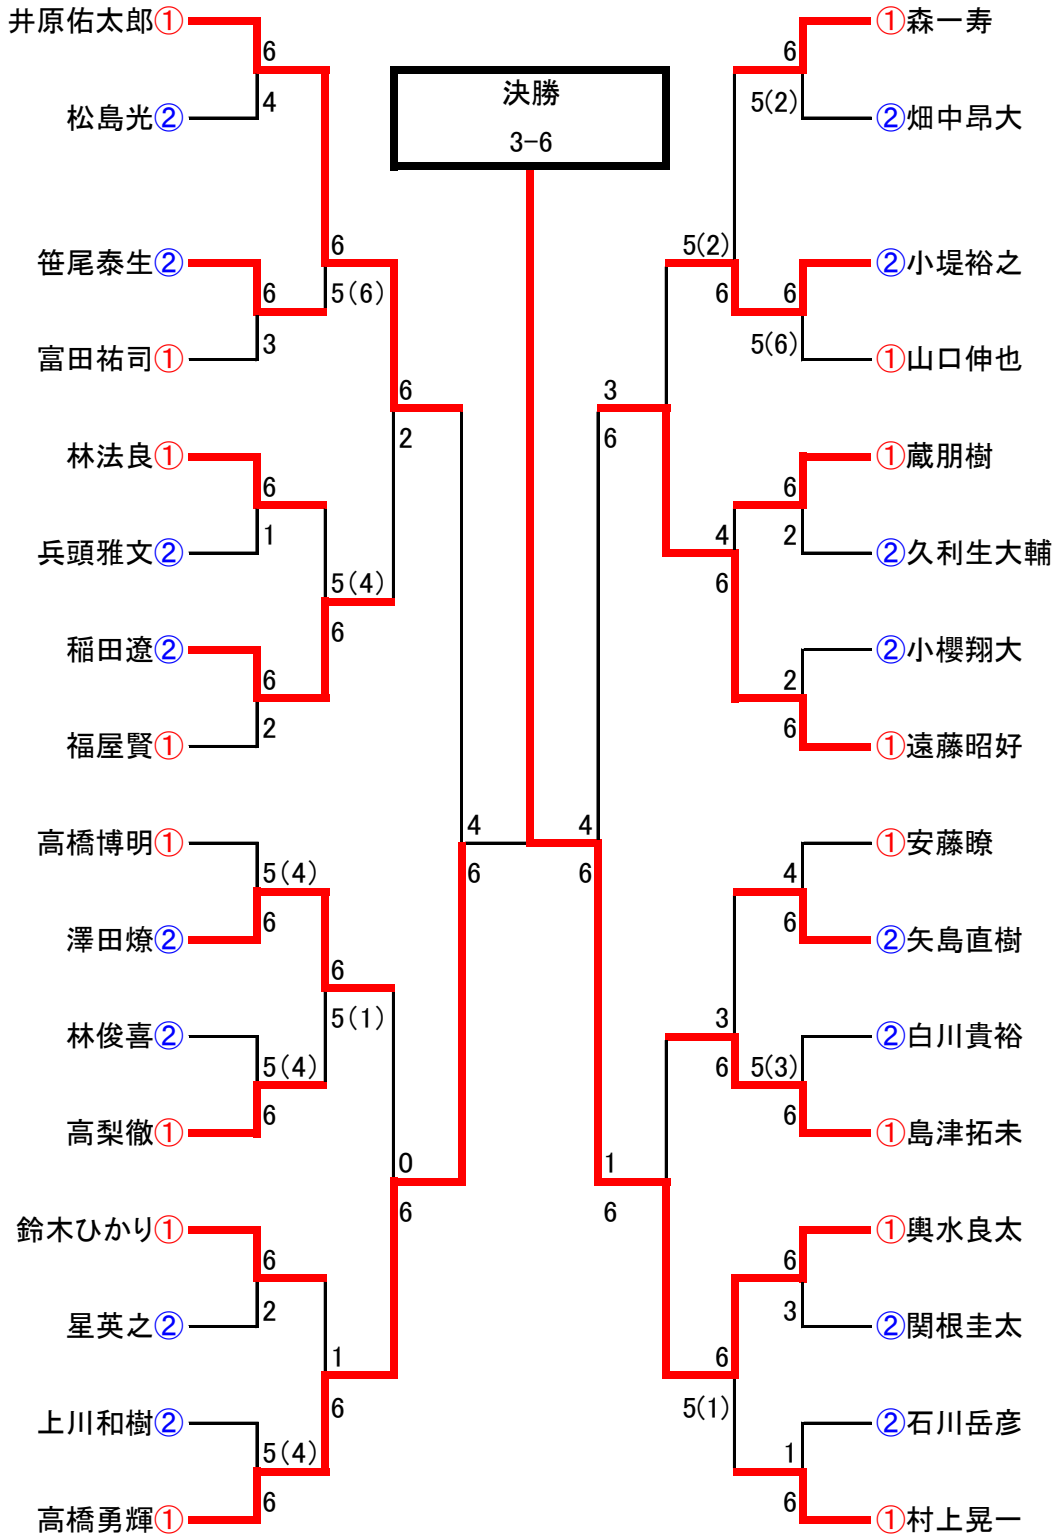 井原佑太郎①
6
4
松島光②
笹尾泰生②
6
3
富田祐司①
6
5(6)
林法良①
6
1
兵頭雅文②
稲田遼②
6
2
福屋賢①
5(4)
6
6
2
高橋博明①
5(4)
6
澤田燎②
林俊喜②
5(4)
6
高梨徹①
6
5(1)
鈴木ひかり①
6
2
星英之②
上川和樹②
5(4)
6
高橋勇輝①
1
6
0
6
4
6
決勝
3-6
①森一寿
6
5(2)
②畑中昂大
②小堤裕之
6
5(6)
①山口伸也
5(2)
6
①蔵朋樹
6
2
②久利生大輔
②小櫻翔大
2
6
①遠藤昭好
4
6
3
6
①安藤瞭
4
6
②矢島直樹
②白川貴裕
5(3)
6
①島津拓未
3
6
①輿水良太
6
3
②関根圭太
②石川岳彦
1
6
①村上晃一
6
5(1)
1
6
4
6